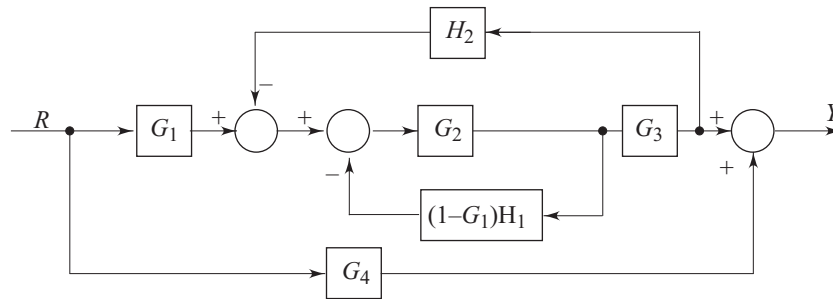 H₂
−
R
G₁
+
+
G₂
G₃
+
Y
−
+
(1–G₁)H₁
G₄